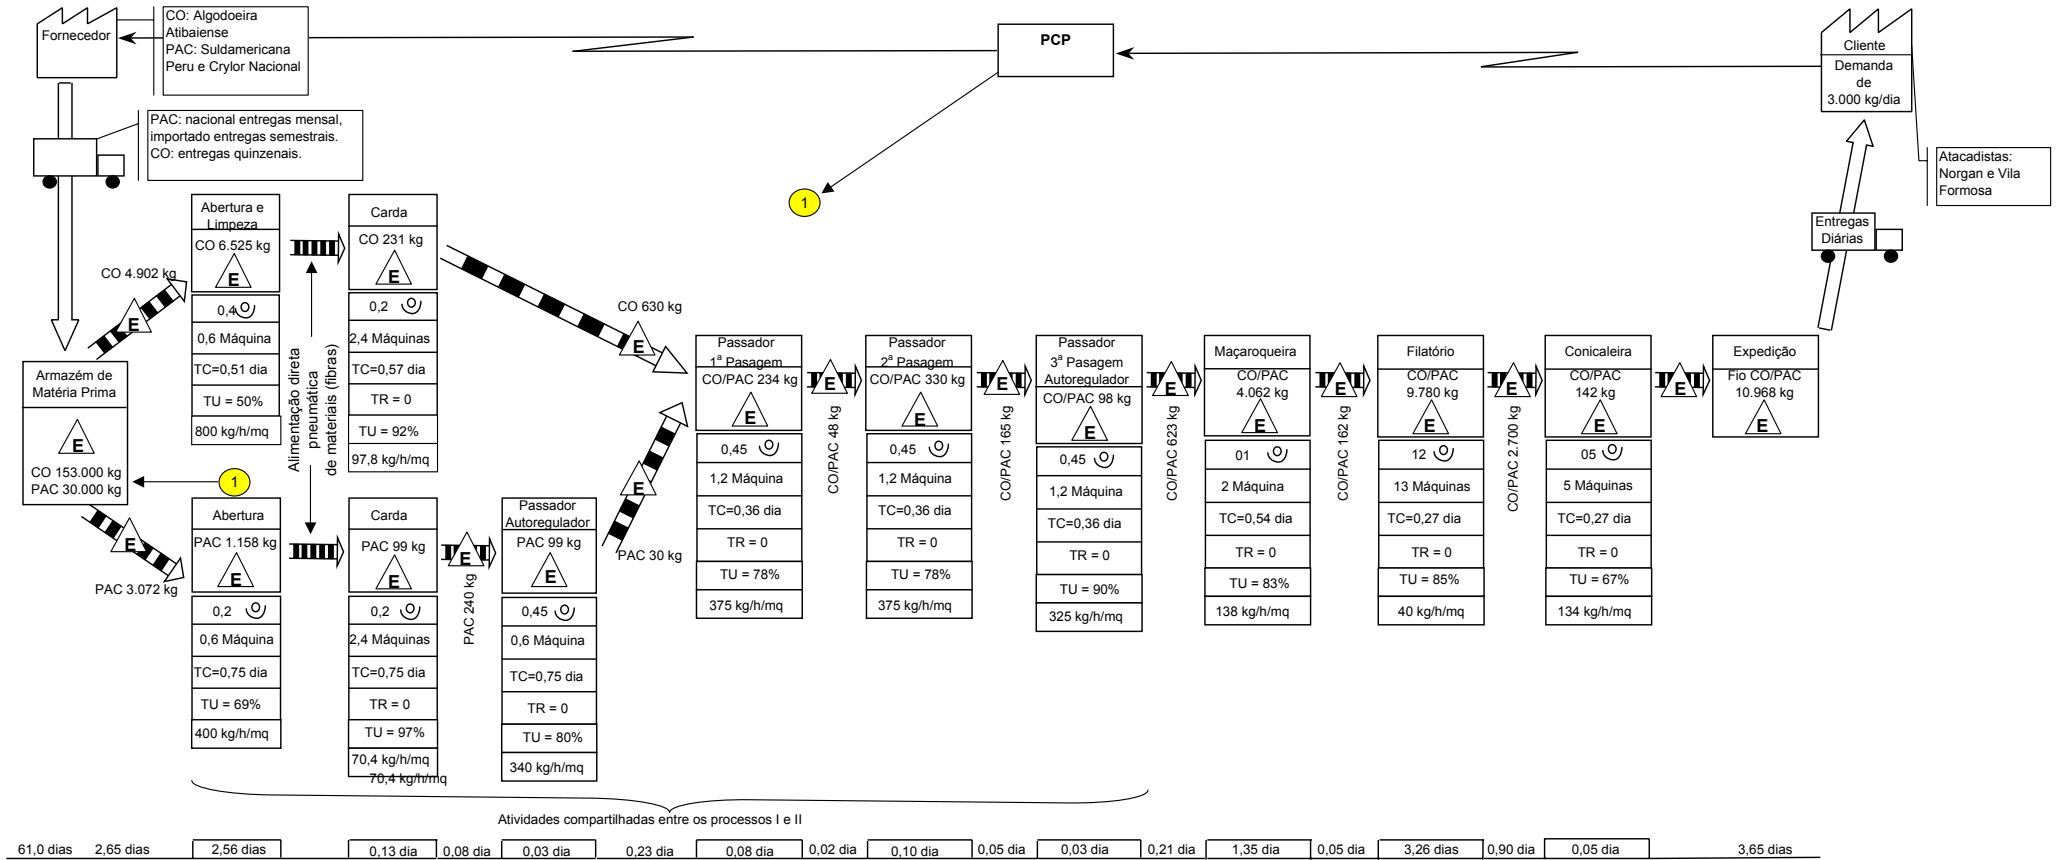 Fornecedor
CO: Algodoeira
Atibaiense
PAC: Suldamericana
Peru e Crylor Nacional
PCP
Cliente
Demanda
de
3.000 kg/dia
PAC: nacional entregas mensal,
importado entregas semestrais.
CO: entregas quinzenais.
Atacadistas:
Norgan e Vila
Formosa
Entregas
Diárias
1
Armazém de
Matéria Prima
E
CO 153.000 kg
PAC 30.000 kg
1
CO 4.902 kg
E
Abertura e
Limpeza
CO 6.525 kg
E
0,4
0,6 Máquina
TC=0,51 dia
TU = 50%
800 kg/h/mq
Alimentação direta
pneumática
de materiais (fibras)
Carda
CO 231 kg
E
0,2
2,4 Máquinas
TC=0,57 dia
TR = 0
TU = 92%
97,8 kg/h/mq
CO 630 kg
E
E
PAC 3.072 kg
Abertura
PAC 1.158 kg
E
0,2
0,6 Máquina
TC=0,75 dia
TU = 69%
400 kg/h/mq
Carda
PAC 99 kg
E
0,2
2,4 Máquinas
TC=0,75 dia
TR = 0
TU = 97%
70,4 kg/h/mq
70,4 kg/h/mq
E
PAC 240 kg
Passador
Autoregulador
PAC 99 kg
E
0,45
0,6 Máquina
TC=0,75 dia
TR = 0
TU = 80%
340 kg/h/mq
E
PAC 30 kg
Passador
1ª Pasagem
CO/PAC 234 kg
E
0,45
1,2 Máquina
TC=0,36 dia
TR = 0
TU = 78%
375 kg/h/mq
E
CO/PAC 48 kg
Passador
2ª Pasagem
CO/PAC 330 kg
E
0,45
1,2 Máquina
TC=0,36 dia
TR = 0
TU = 78%
375 kg/h/mq
E
CO/PAC 165 kg
Passador
3ª Pasagem
Autoregulador
CO/PAC 98 kg
E
0,45
1,2 Máquina
TC=0,36 dia
TR = 0
TU = 90%
325 kg/h/mq
E
CO/PAC 623 kg
Maçaroqueira
CO/PAC
4.062 kg
E
01
2 Máquina
TC=0,54 dia
TR = 0
TU = 83%
138 kg/h/mq
E
CO/PAC 162 kg
Filatório
CO/PAC
9.780 kg
E
12
13 Máquinas
TC=0,27 dia
TR = 0
TU = 85%
40 kg/h/mq
E
CO/PAC 2.700 kg
Conicaleira
CO/PAC
142 kg
E
05
5 Máquinas
TC=0,27 dia
TR = 0
TU = 67%
134 kg/h/mq
E
Expedição
Fio CO/PAC
10.968 kg
E
Atividades compartilhadas entre os processos I e II
61,0 dias 2,65 dias 2,56 dias 0,13 dia 0,08 dia 0,03 dia 0,23 dia 0,08 dia 0,02 dia 0,10 dia 0,05 dia 0,03 dia 0,21 dia 1,35 dia 0,05 dia 3,26 dias 0,90 dia 0,05 dia 3,65 dias